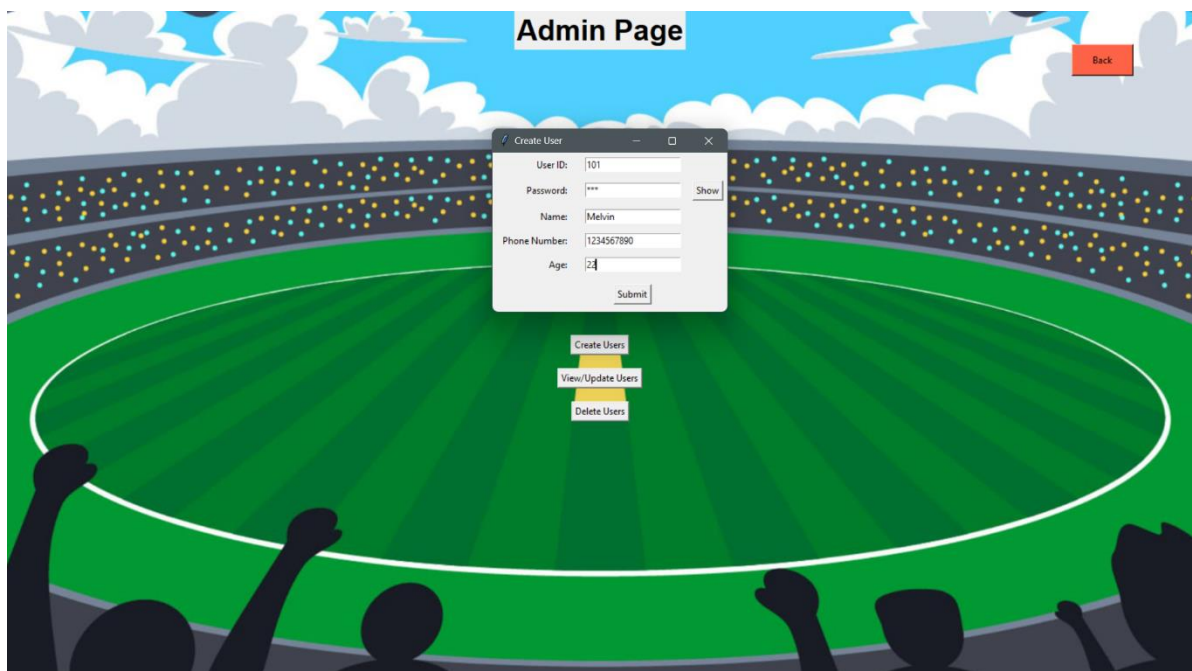 Admin Page
Back
Create User
User ID: 101
Password: *** Show
Name: Melvin
Phone Number: 1234567890
Age: 22
Submit
Create Users
View/Update Users
Delete Users